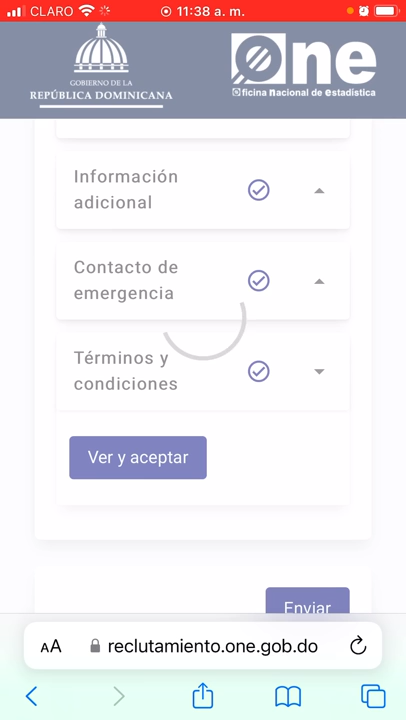 CLARO 11:38 a. m.
GOBIERNO DE LA
REPÚBLICA DOMINICANA
One
Oficina nacional de estadística
Información
adicional
Contacto de
emergencia
Términos y
condiciones
Ver y aceptar
Enviar
AA reclutamiento.one.gob.do